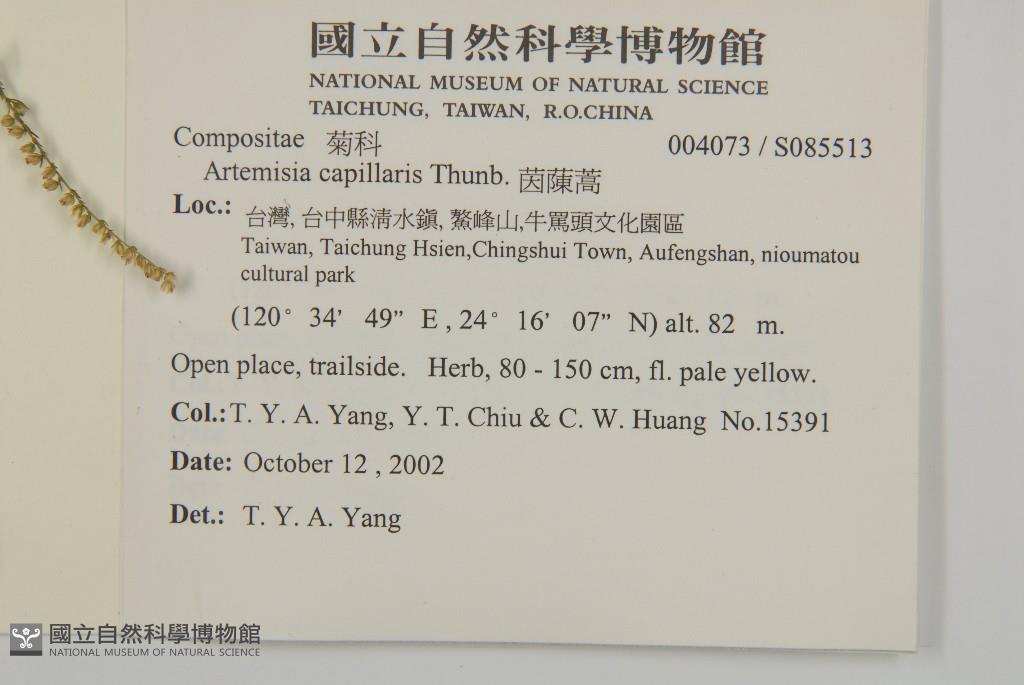 國立自然科學博物館
NATIONAL MUSEUM OF NATURAL SCIENCE
TAICHUNG, TAIWAN, R.O.CHINA
Compositae 菊科 004073 / S085513
Artemisia capillaris Thunb. 茵蔯蒿
Loc.: 台灣, 台中縣清水鎮, 鰲峰山,牛罵頭文化園區
Taiwan, Taichung Hsien,Chingshui Town, Aufengshan, nioumatou
cultural park
(120° 34’ 49” E , 24° 16’ 07” N) alt. 82 m.
Open place, trailside. Herb, 80 - 150 cm, fl. pale yellow.
Col.: T. Y. A. Yang, Y. T. Chiu & C. W. Huang No.15391
Date: October 12 , 2002
Det.: T. Y. A. Yang
國立自然科學博物館
NATIONAL MUSEUM OF NATURAL SCIENCE